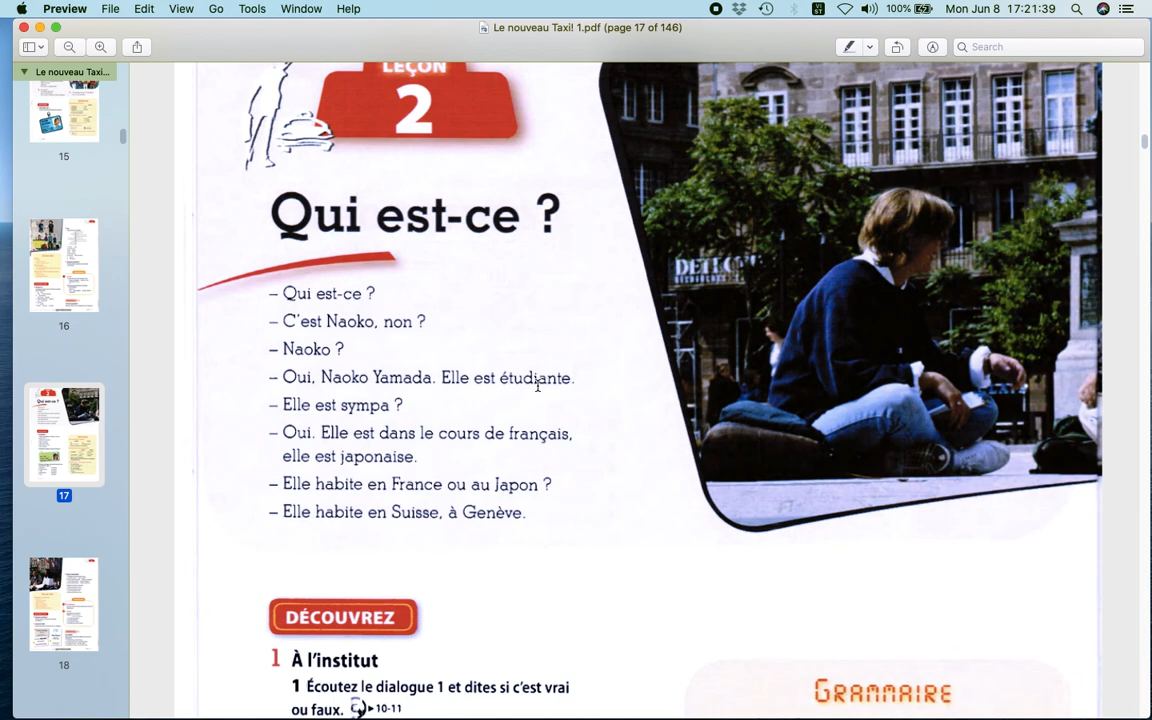 Preview File Edit View Go Tools Window Help 100% Mon Jun 8 17:21:39
Le nouveau Taxi! 1.pdf (page 17 of 146)
Search
Le nouveau Taxi...
15
16
17
18
LEÇON
2
Qui est-ce ?
– Qui est-ce ?
– C'est Naoko, non ?
– Naoko ?
– Oui, Naoko Yamada. Elle est étudiante.
– Elle est sympa ?
– Oui. Elle est dans le cours de français,
elle est japonaise.
– Elle habite en France ou au Japon ?
– Elle habite en Suisse, à Genève.
DÉCOUVREZ
1 À l'institut
1 Écoutez le dialogue 1 et dites si c'est vrai
ou faux. ▸10-11
GRAMMAIRE